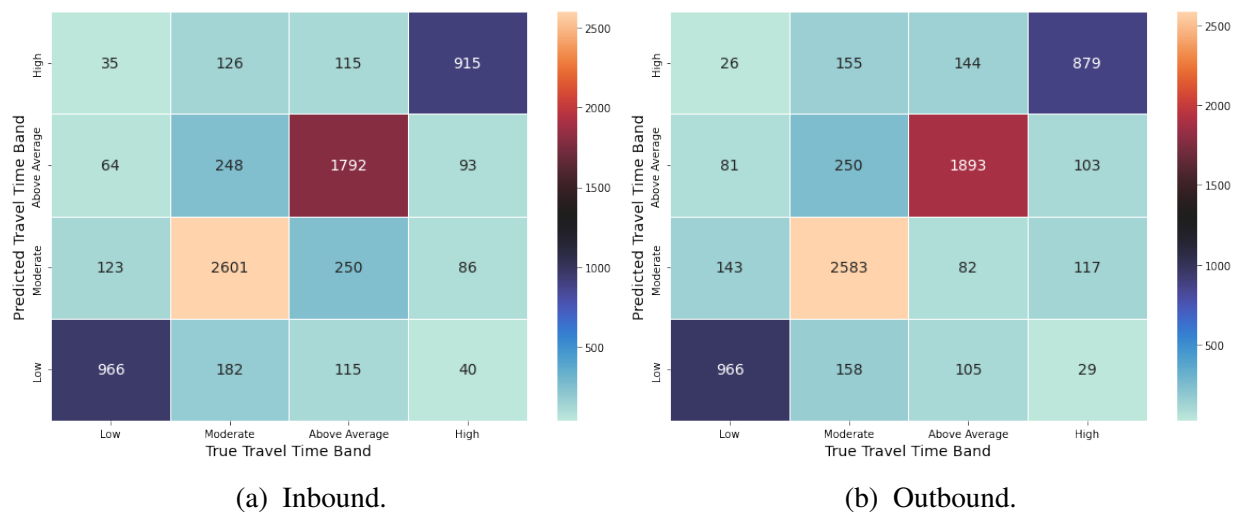 High 35 126 115 915
Above Average 64 248 1792 93
Moderate 123 2601 250 86
Low 966 182 115 40
Predicted Travel Time Band
Low Moderate Above Average High
True Travel Time Band
2500
2000
1500
1000
500
(a) Inbound.
High 26 155 144 879
Above Average 81 250 1893 103
Moderate 143 2583 82 117
Low 966 158 105 29
Predicted Travel Time Band
Low Moderate Above Average High
True Travel Time Band
2500
2000
1500
1000
500
(b) Outbound.